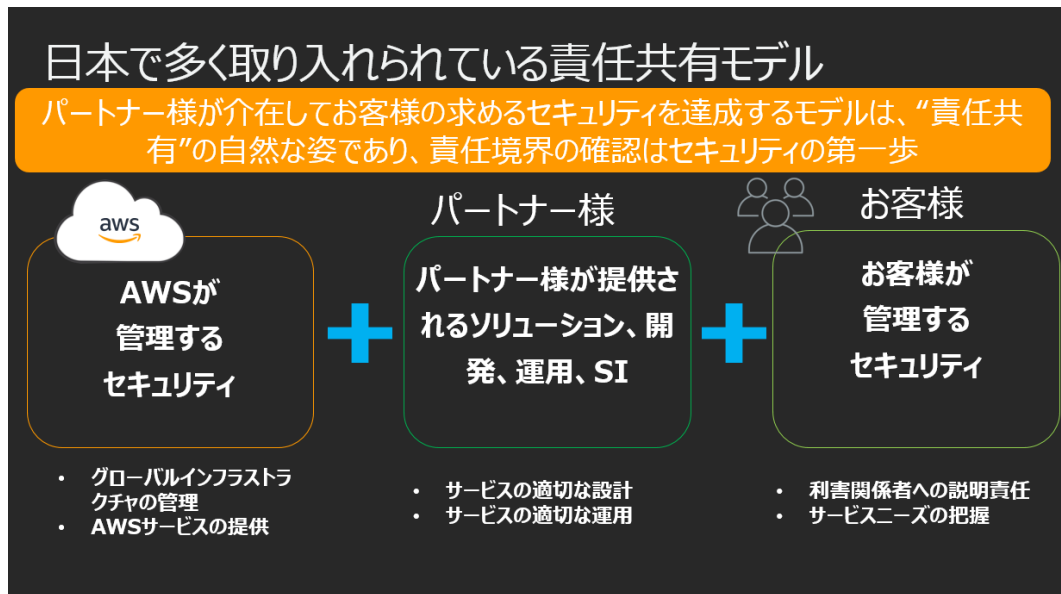 日本で多く取り入れられている責任共有モデル
パートナー様が介在してお客様の求めるセキュリティを達成するモデルは、“責任共
有”の自然な姿であり、責任境界の確認はセキュリティの第一歩
aws
AWSが
管理する
セキュリティ
• グローバルインフラストラ
クチャの管理
• AWSサービスの提供
パートナー様
パートナー様が提供さ
れるソリューション、開
発、運用、SI
• サービスの適切な設計
• サービスの適切な運用
お客様
お客様が
管理する
セキュリティ
• 利害関係者への説明責任
• サービスニーズの把握